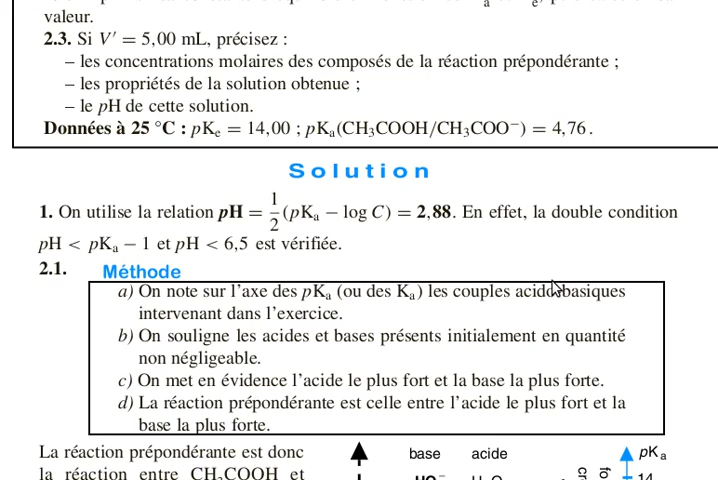 valeur.
2.3. Si V′ = 5,00 mL, précisez :
– les concentrations molaires des composés de la réaction prépondérante ;
– les propriétés de la solution obtenue ;
– le pH de cette solution.
Données à 25 °C : pKe = 14,00 ; pKa(CH3COOH/CH3COO−) = 4,76.
Solution
1. On utilise la relation pH = 1/2 (pKa − log C) = 2,88. En effet, la double condition
pH < pKa − 1 et pH < 6,5 est vérifiée.
2.1. Méthode
a) On note sur l'axe des pKa (ou des Ka) les couples acido-basiques
intervenant dans l'exercice.
b) On souligne les acides et bases présents initialement en quantité
non négligeable.
c) On met en évidence l'acide le plus fort et la base la plus forte.
d) La réaction prépondérante est celle entre l'acide le plus fort et la
base la plus forte.
La réaction prépondérante est donc
base acide
pKa
la réaction entre CH3COOH et
HO− H2O
14